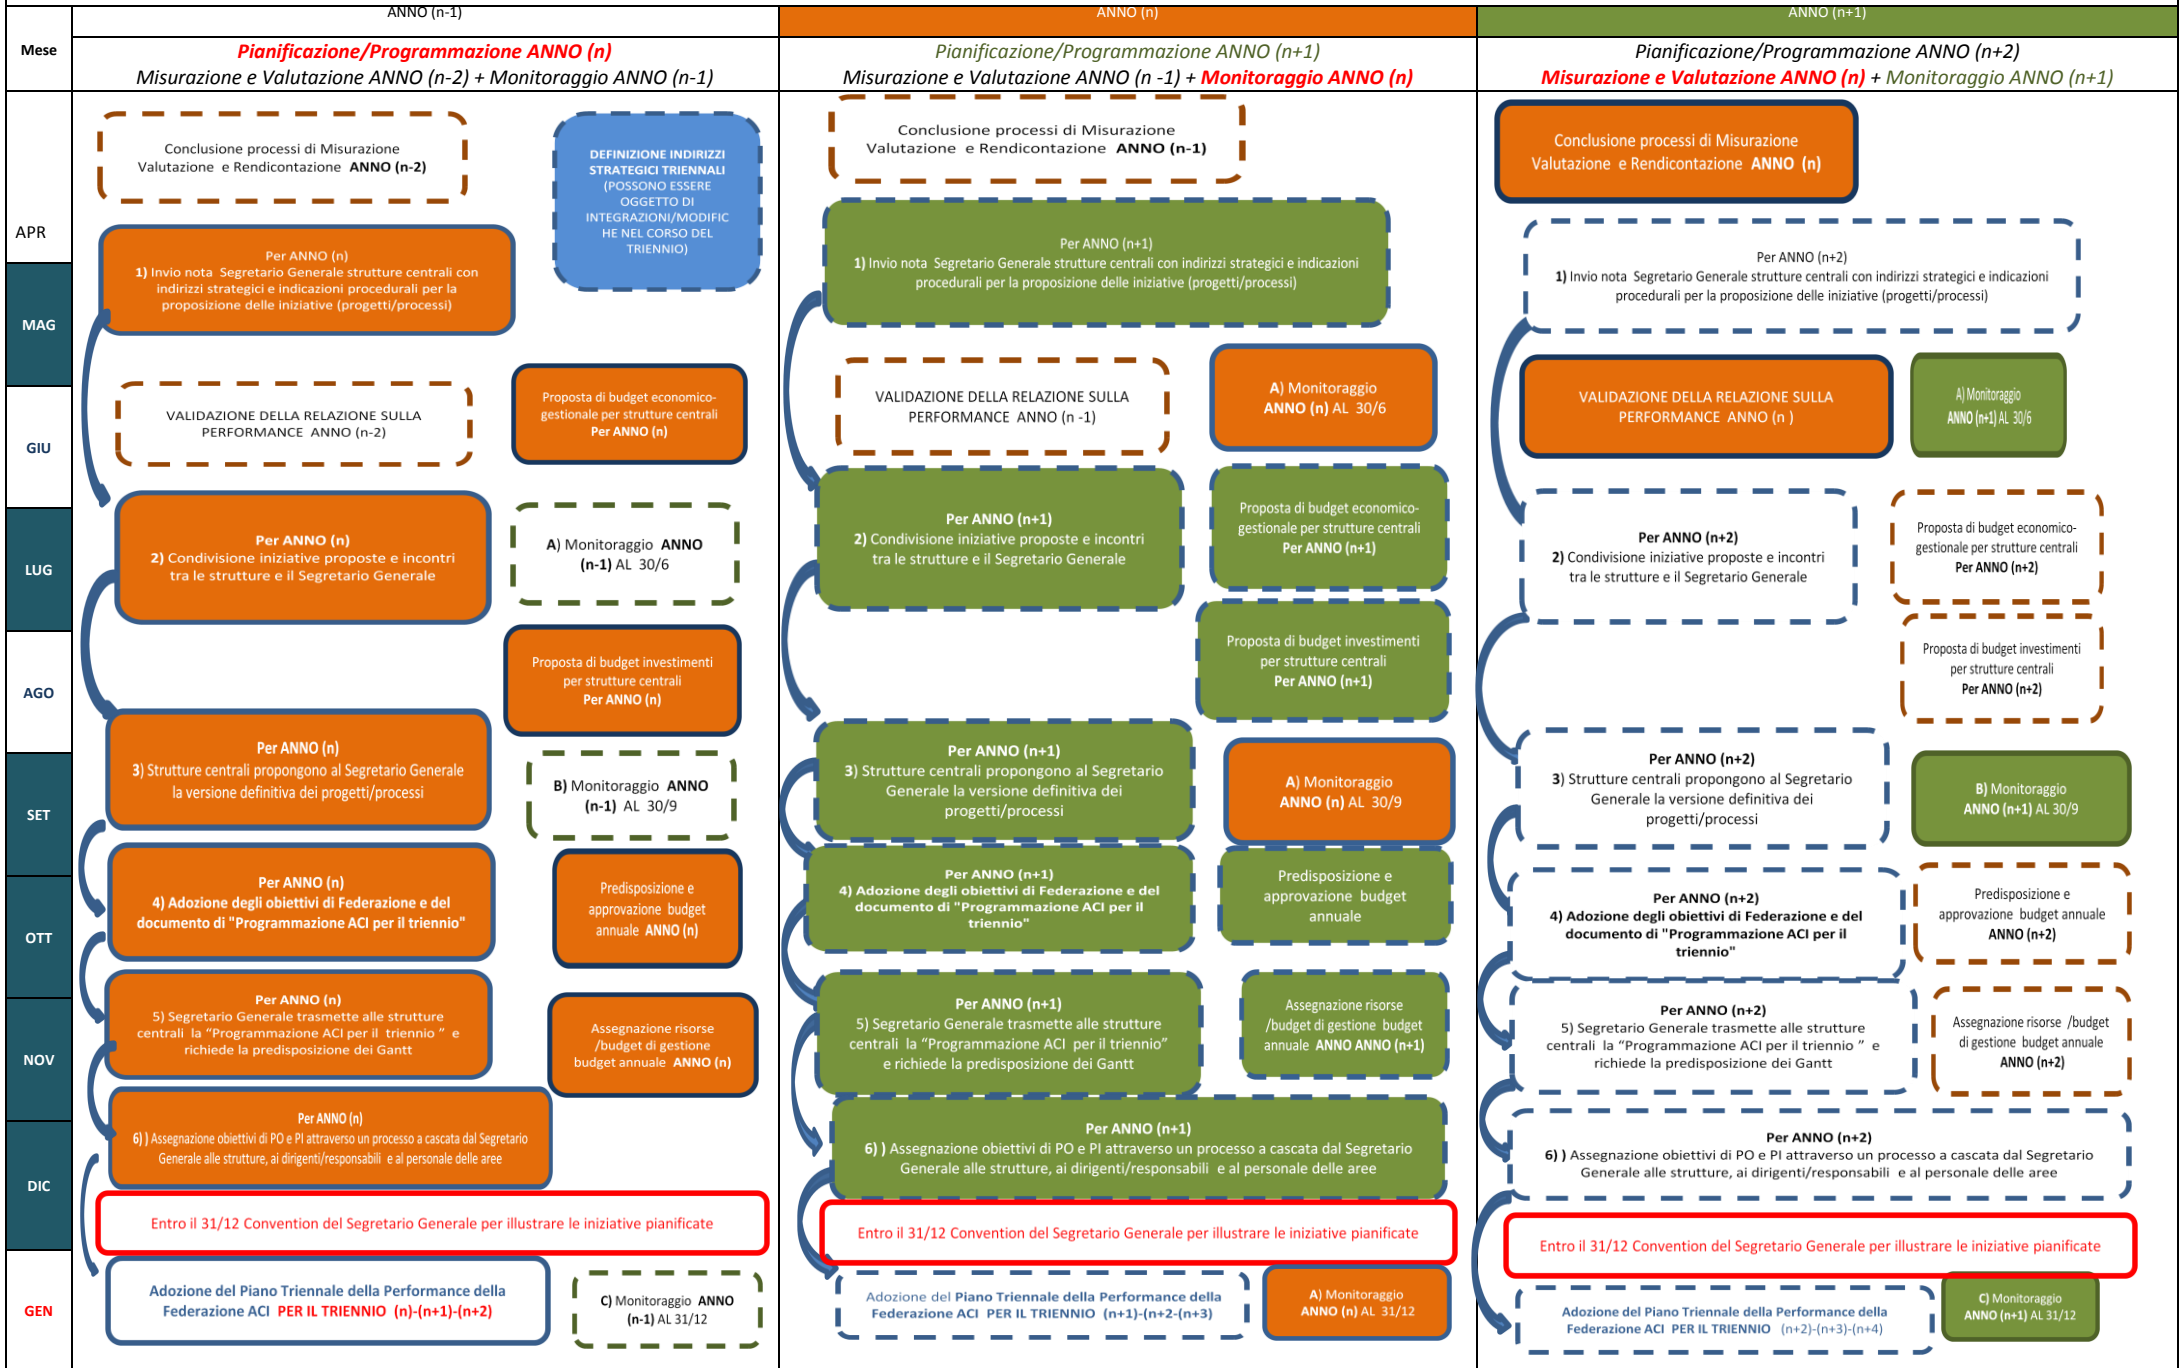 ANNO (n-1)
ANNO (n)
ANNO (n+1)
Mese
Pianificazione/Programmazione ANNO (n)
Misurazione e Valutazione ANNO (n-2) + Monitoraggio ANNO (n-1)
Pianificazione/Programmazione ANNO (n+1)
Misurazione e Valutazione ANNO (n -1) + Monitoraggio ANNO (n)
Pianificazione/Programmazione ANNO (n+2)
Misurazione e Valutazione ANNO (n) + Monitoraggio ANNO (n+1)
APR
MAG
GIU
LUG
AGO
SET
OTT
NOV
DIC
GEN
Conclusione processi di Misurazione
Valutazione e Rendicontazione ANNO (n-2)
DEFINIZIONE INDIRIZZI
STRATEGICI TRIENNALI
(POSSONO ESSERE
OGGETTO DI
INTEGRAZIONI/MODIFIC
HE NEL CORSO DEL
TRIENNIO)
Per ANNO (n)
1) Invio nota Segretario Generale strutture centrali con
indirizzi strategici e indicazioni procedurali per la
proposizione delle iniziative (progetti/processi)
VALIDAZIONE DELLA RELAZIONE SULLA
PERFORMANCE ANNO (n-2)
Proposta di budget economico-
gestionale per strutture centrali
Per ANNO (n)
Per ANNO (n)
2) Condivisione iniziative proposte e incontri
tra le strutture e il Segretario Generale
A) Monitoraggio ANNO
(n-1) AL 30/6
Proposta di budget investimenti
per strutture centrali
Per ANNO (n)
Per ANNO (n)
3) Strutture centrali propongono al Segretario Generale
la versione definitiva dei progetti/processi
B) Monitoraggio ANNO
(n-1) AL 30/9
Per ANNO (n)
4) Adozione degli obiettivi di Federazione e del
documento di "Programmazione ACI per il triennio"
Predisposizione e
approvazione budget
annuale ANNO (n)
Per ANNO (n)
5) Segretario Generale trasmette alle strutture
centrali la “Programmazione ACI per il triennio ” e
richiede la predisposizione dei Gantt
Assegnazione risorse
/budget di gestione
budget annuale ANNO (n)
Per ANNO (n)
6) ) Assegnazione obiettivi di PO e PI attraverso un processo a cascata dal Segretario
Generale alle strutture, ai dirigenti/responsabili e al personale delle aree
Entro il 31/12 Convention del Segretario Generale per illustrare le iniziative pianificate
Adozione del Piano Triennale della Performance della
Federazione ACI PER IL TRIENNIO (n)-(n+1)-(n+2)
C) Monitoraggio ANNO
(n-1) AL 31/12
Conclusione processi di Misurazione
Valutazione e Rendicontazione ANNO (n-1)
Per ANNO (n+1)
1) Invio nota Segretario Generale strutture centrali con indirizzi strategici e indicazioni
procedurali per la proposizione delle iniziative (progetti/processi)
VALIDAZIONE DELLA RELAZIONE SULLA
PERFORMANCE ANNO (n -1)
A) Monitoraggio
ANNO (n) AL 30/6
Per ANNO (n+1)
2) Condivisione iniziative proposte e incontri
tra le strutture e il Segretario Generale
Proposta di budget economico-
gestionale per strutture centrali
Per ANNO (n+1)
Proposta di budget investimenti
per strutture centrali
Per ANNO (n+1)
Per ANNO (n+1)
3) Strutture centrali propongono al Segretario
Generale la versione definitiva dei
progetti/processi
A) Monitoraggio
ANNO (n) AL 30/9
Per ANNO (n+1)
4) Adozione degli obiettivi di Federazione e del
documento di "Programmazione ACI per il
triennio"
Predisposizione e
approvazione budget
annuale
Per ANNO (n+1)
5) Segretario Generale trasmette alle strutture
centrali la “Programmazione ACI per il triennio”
e richiede la predisposizione dei Gantt
Assegnazione risorse
/budget di gestione budget
annuale ANNO ANNO (n+1)
Per ANNO (n+1)
6) ) Assegnazione obiettivi di PO e PI attraverso un processo a cascata dal Segretario
Generale alle strutture, ai dirigenti/responsabili e al personale delle aree
Entro il 31/12 Convention del Segretario Generale per illustrare le iniziative pianificate
Adozione del Piano Triennale della Performance della
Federazione ACI PER IL TRIENNIO (n+1)-(n+2-(n+3)
A) Monitoraggio
ANNO (n) AL 31/12
Conclusione processi di Misurazione
Valutazione e Rendicontazione ANNO (n)
Per ANNO (n+2)
1) Invio nota Segretario Generale strutture centrali con indirizzi strategici e indicazioni
procedurali per la proposizione delle iniziative (progetti/processi)
VALIDAZIONE DELLA RELAZIONE SULLA
PERFORMANCE ANNO (n )
A) Monitoraggio
ANNO (n+1) AL 30/6
Per ANNO (n+2)
2) Condivisione iniziative proposte e incontri
tra le strutture e il Segretario Generale
Proposta di budget economico-
gestionale per strutture centrali
Per ANNO (n+2)
Proposta di budget investimenti
per strutture centrali
Per ANNO (n+2)
Per ANNO (n+2)
3) Strutture centrali propongono al Segretario
Generale la versione definitiva dei
progetti/processi
B) Monitoraggio
ANNO (n+1) AL 30/9
Per ANNO (n+2)
4) Adozione degli obiettivi di Federazione e del
documento di "Programmazione ACI per il
triennio"
Predisposizione e
approvazione budget annuale
ANNO (n+2)
Per ANNO (n+2)
5) Segretario Generale trasmette alle strutture
centrali la “Programmazione ACI per il triennio ” e
richiede la predisposizione dei Gantt
Assegnazione risorse /budget
di gestione budget annuale
ANNO (n+2)
Per ANNO (n+2)
6) ) Assegnazione obiettivi di PO e PI attraverso un processo a cascata dal Segretario
Generale alle strutture, ai dirigenti/responsabili e al personale delle aree
Entro il 31/12 Convention del Segretario Generale per illustrare le iniziative pianificate
Adozione del Piano Triennale della Performance della
Federazione ACI PER IL TRIENNIO (n+2)-(n+3)-(n+4)
C) Monitoraggio
ANNO (n+1) AL 31/12